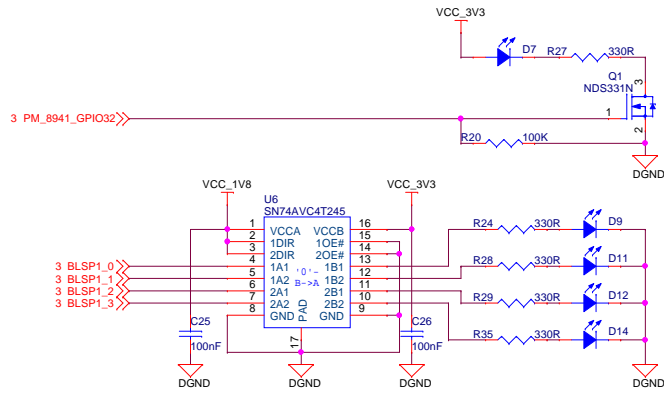 VCC_3V3
D7
R27
330R
Q1
NDS331N
3
3 PM_8941_GPIO32
1
R20
100K
2
DGND
VCC_1V8
U6
SN74AVC4T245
VCC_3V3
1 VCCA VCCB 16
2 1DIR 1OE# 15
3 2DIR 2OE# 14
3 BLSP1_0 4 1A1 '0'- 1B1 13
3 BLSP1_1 5 1A2 B->A 1B2 12
3 BLSP1_2 6 2A1 2B1 11
3 BLSP1_3 7 2A2 2B2 10
8 GND PAD GND 9
17
R24 330R D9
R28 330R D11
R29 330R D12
R35 330R D14
C25
100nF
C26
100nF
DGND
DGND
DGND
DGND